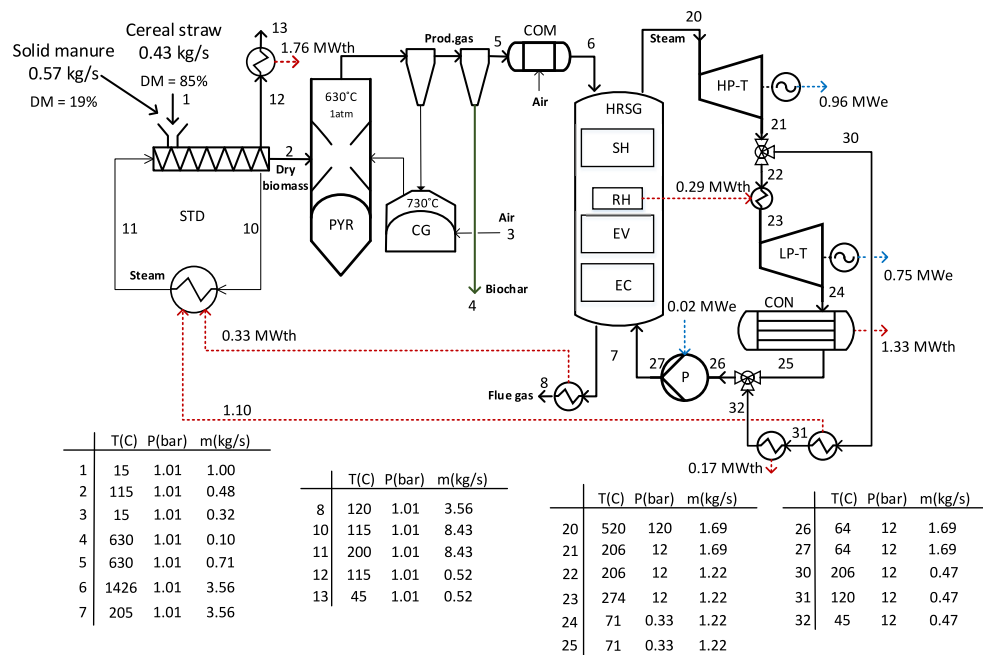 Cereal straw
0.43 kg/s
DM = 85%
1
Solid manure
0.57 kg/s
DM = 19%
13
1.76 MWth
12
2
Dry
biomass
STD
11
10
Steam
630°C
1atm
PYR
Prod.gas
730°C
CG
Air
3
4
Biochar
5
COM
6
Air
HRSG
SH
RH
EV
EC
20
Steam
HP-T
0.96 MWe
21
30
22
0.29 MWth
23
LP-T
0.75 MWe
24
CON
1.33 MWth
25
0.02 MWe
26
27
P
7
8
Flue gas
0.33 MWth
1.10
32
31
0.17 MWth
T(C) P(bar) m(kg/s)
1 15 1.01 1.00
2 115 1.01 0.48
3 15 1.01 0.32
4 630 1.01 0.10
5 630 1.01 0.71
6 1426 1.01 3.56
7 205 1.01 3.56
T(C) P(bar) m(kg/s)
8 120 1.01 3.56
10 115 1.01 8.43
11 200 1.01 8.43
12 115 1.01 0.52
13 45 1.01 0.52
T(C) P(bar) m(kg/s)
20 520 120 1.69
21 206 12 1.69
22 206 12 1.22
23 274 12 1.22
24 71 0.33 1.22
25 71 0.33 1.22
T(C) P(bar) m(kg/s)
26 64 12 1.69
27 64 12 1.69
30 206 12 0.47
31 120 12 0.47
32 45 12 0.47